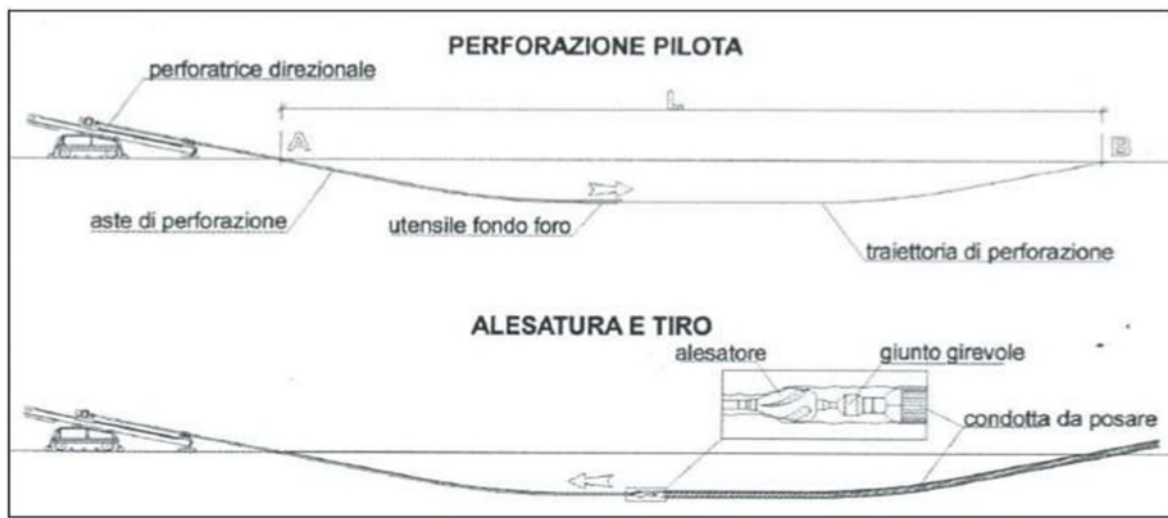 PERFORAZIONE PILOTA
perforatrice direzionale
L
A
B
aste di perforazione
utensile fondo foro
traiettoria di perforazione
ALESATURA E TIRO
alesatore
giunto girevole
condotta da posare